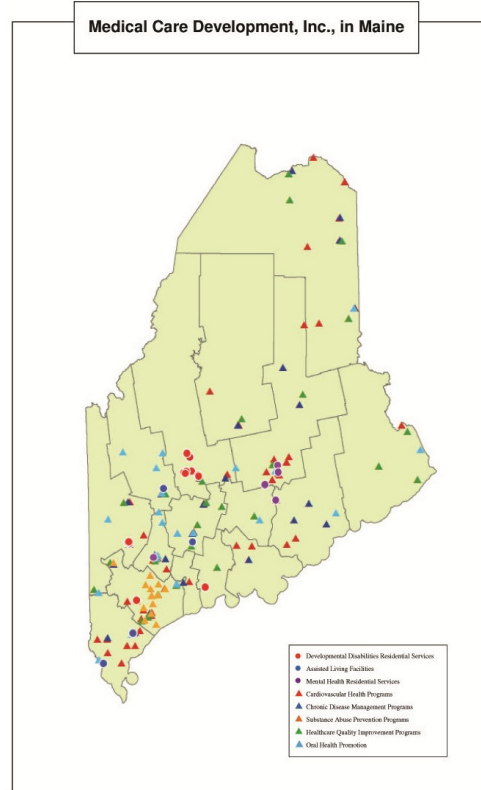 Medical Care Development, Inc., in Maine
Developmental Disabilities Residential Services
Assisted Living Facilities
Mental Health Residential Services
Cardiovascular Health Programs
Chronic Disease Management Programs
Substance Abuse Prevention Programs
Healthcare Quality Improvement Programs
Oral Health Promotion